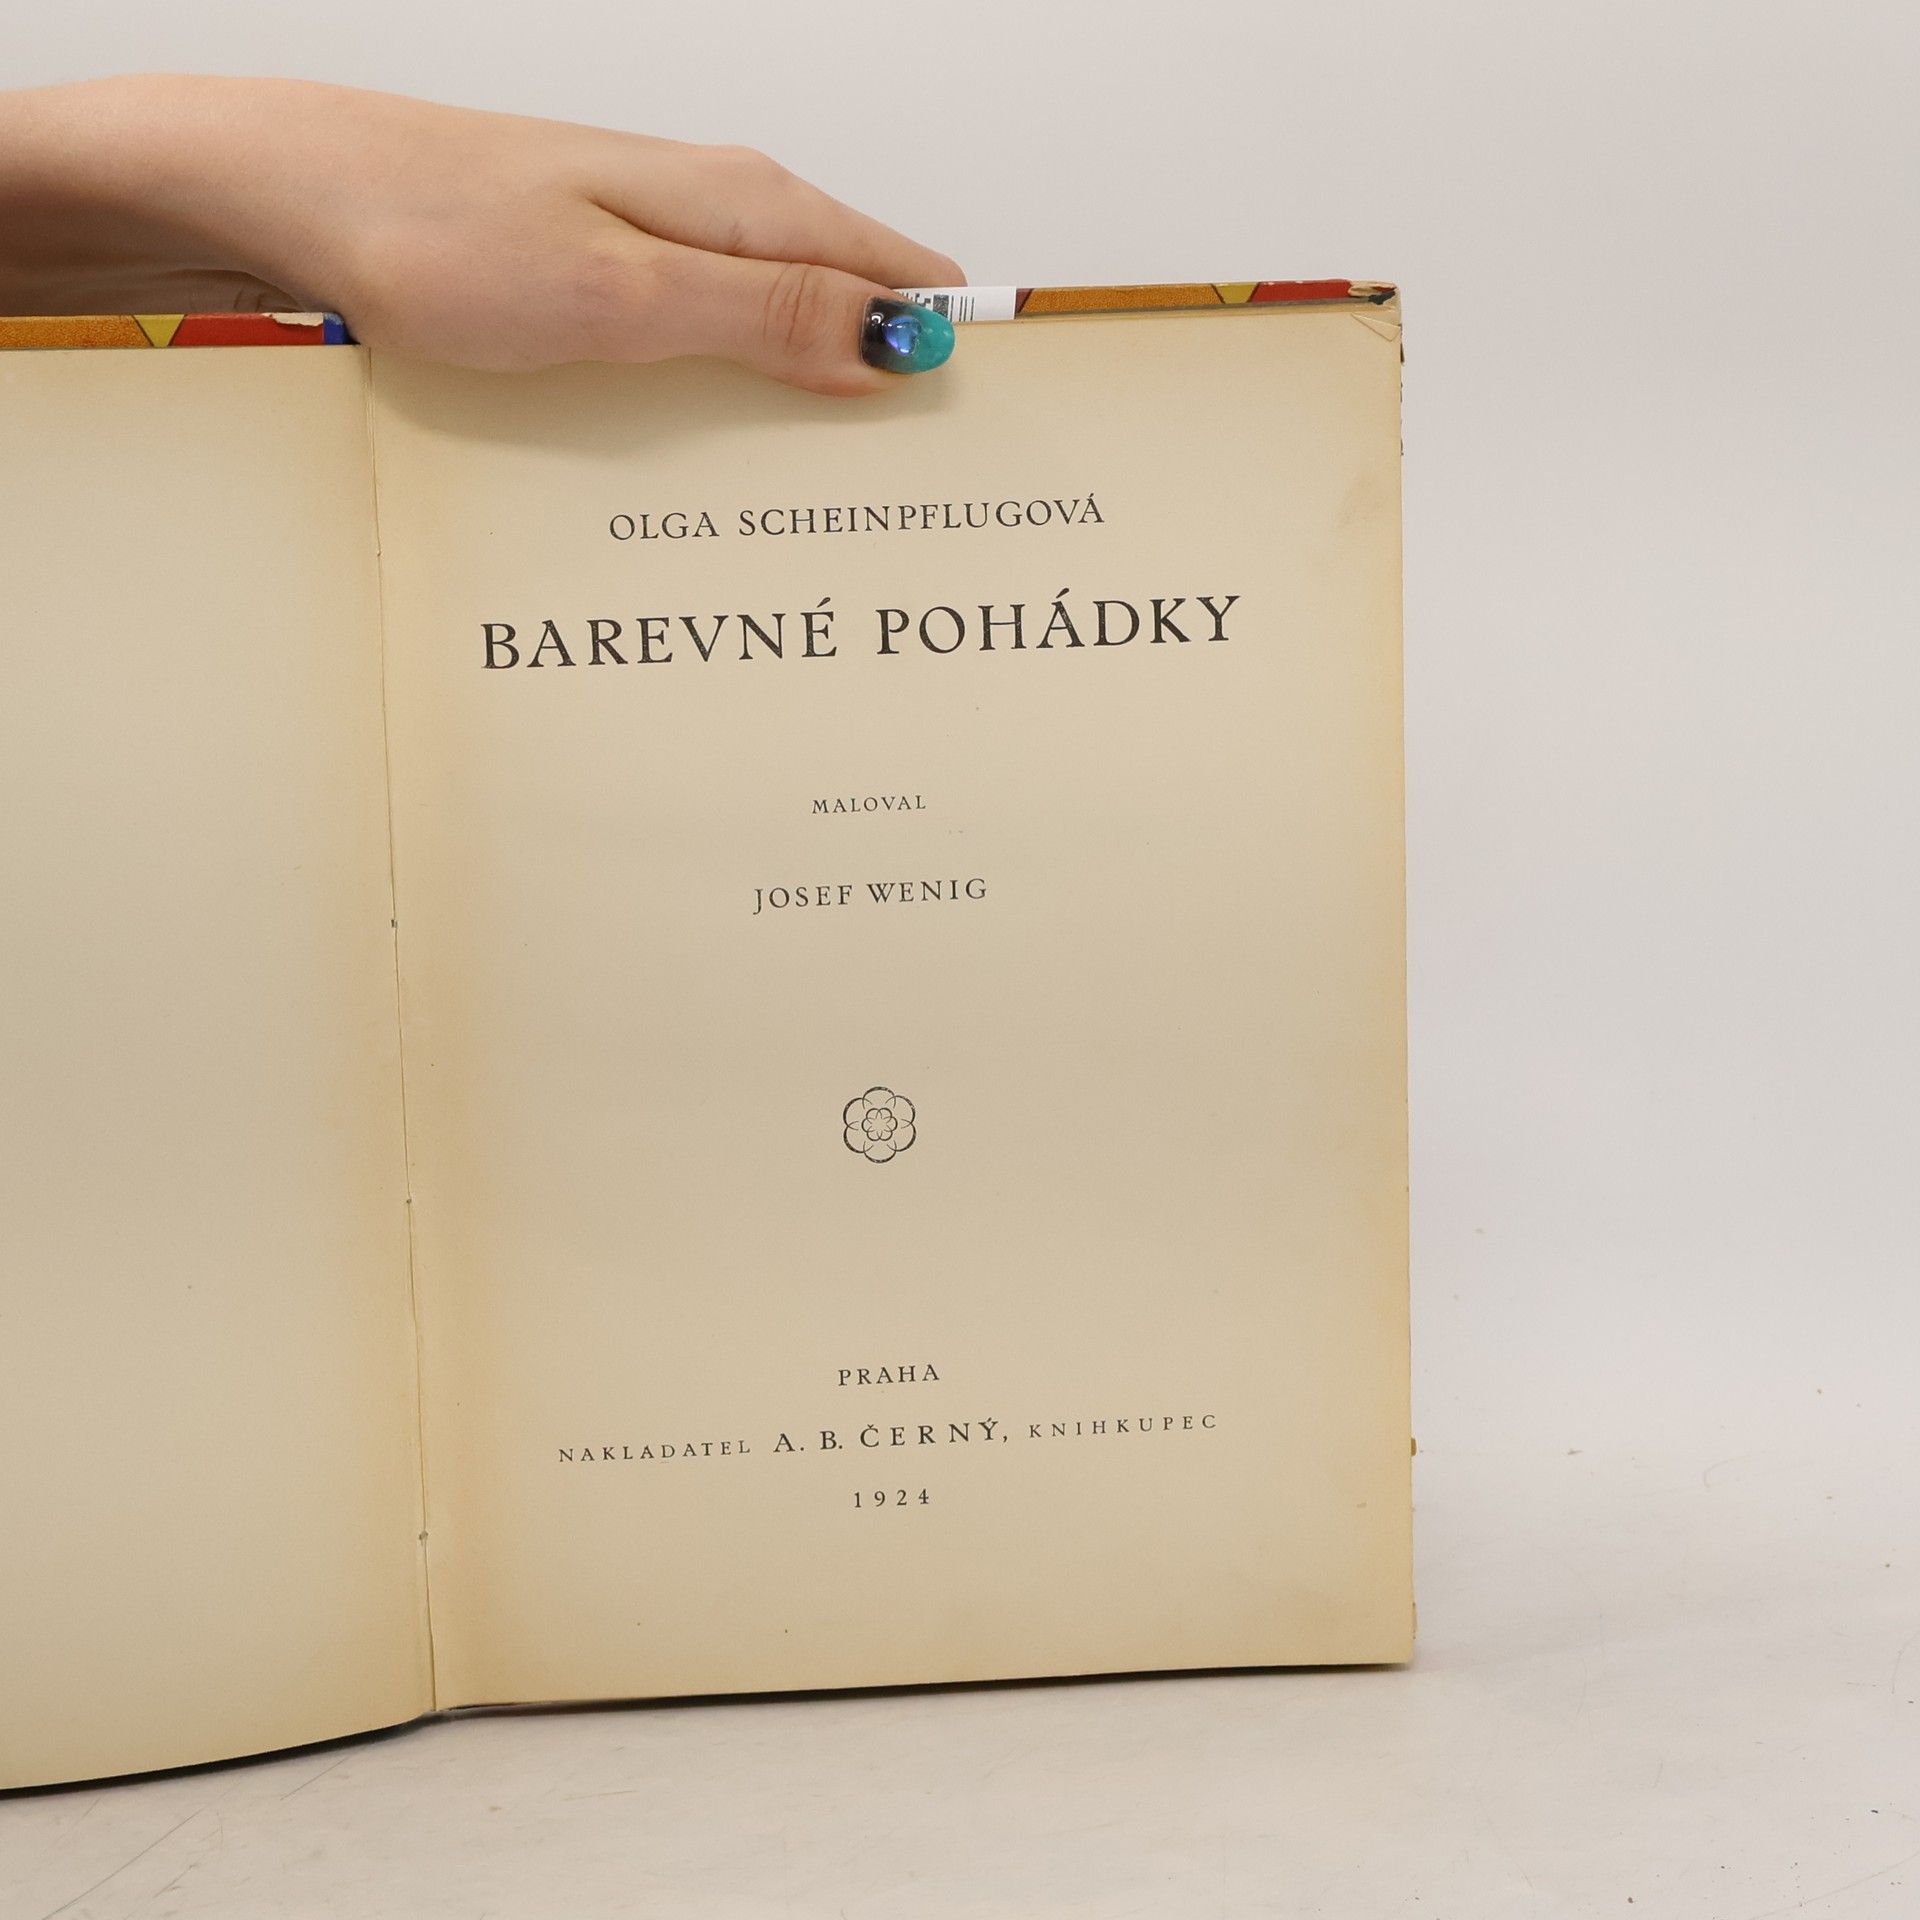 OLGA SCHEINPFLUGOVÁ
BAREVNÉ POHÁDKY
MALOVAL
JOSEF WENIG
PRAHA
NAKLADATEL A. B. ČERNÝ, KNIHKUPEC
1924